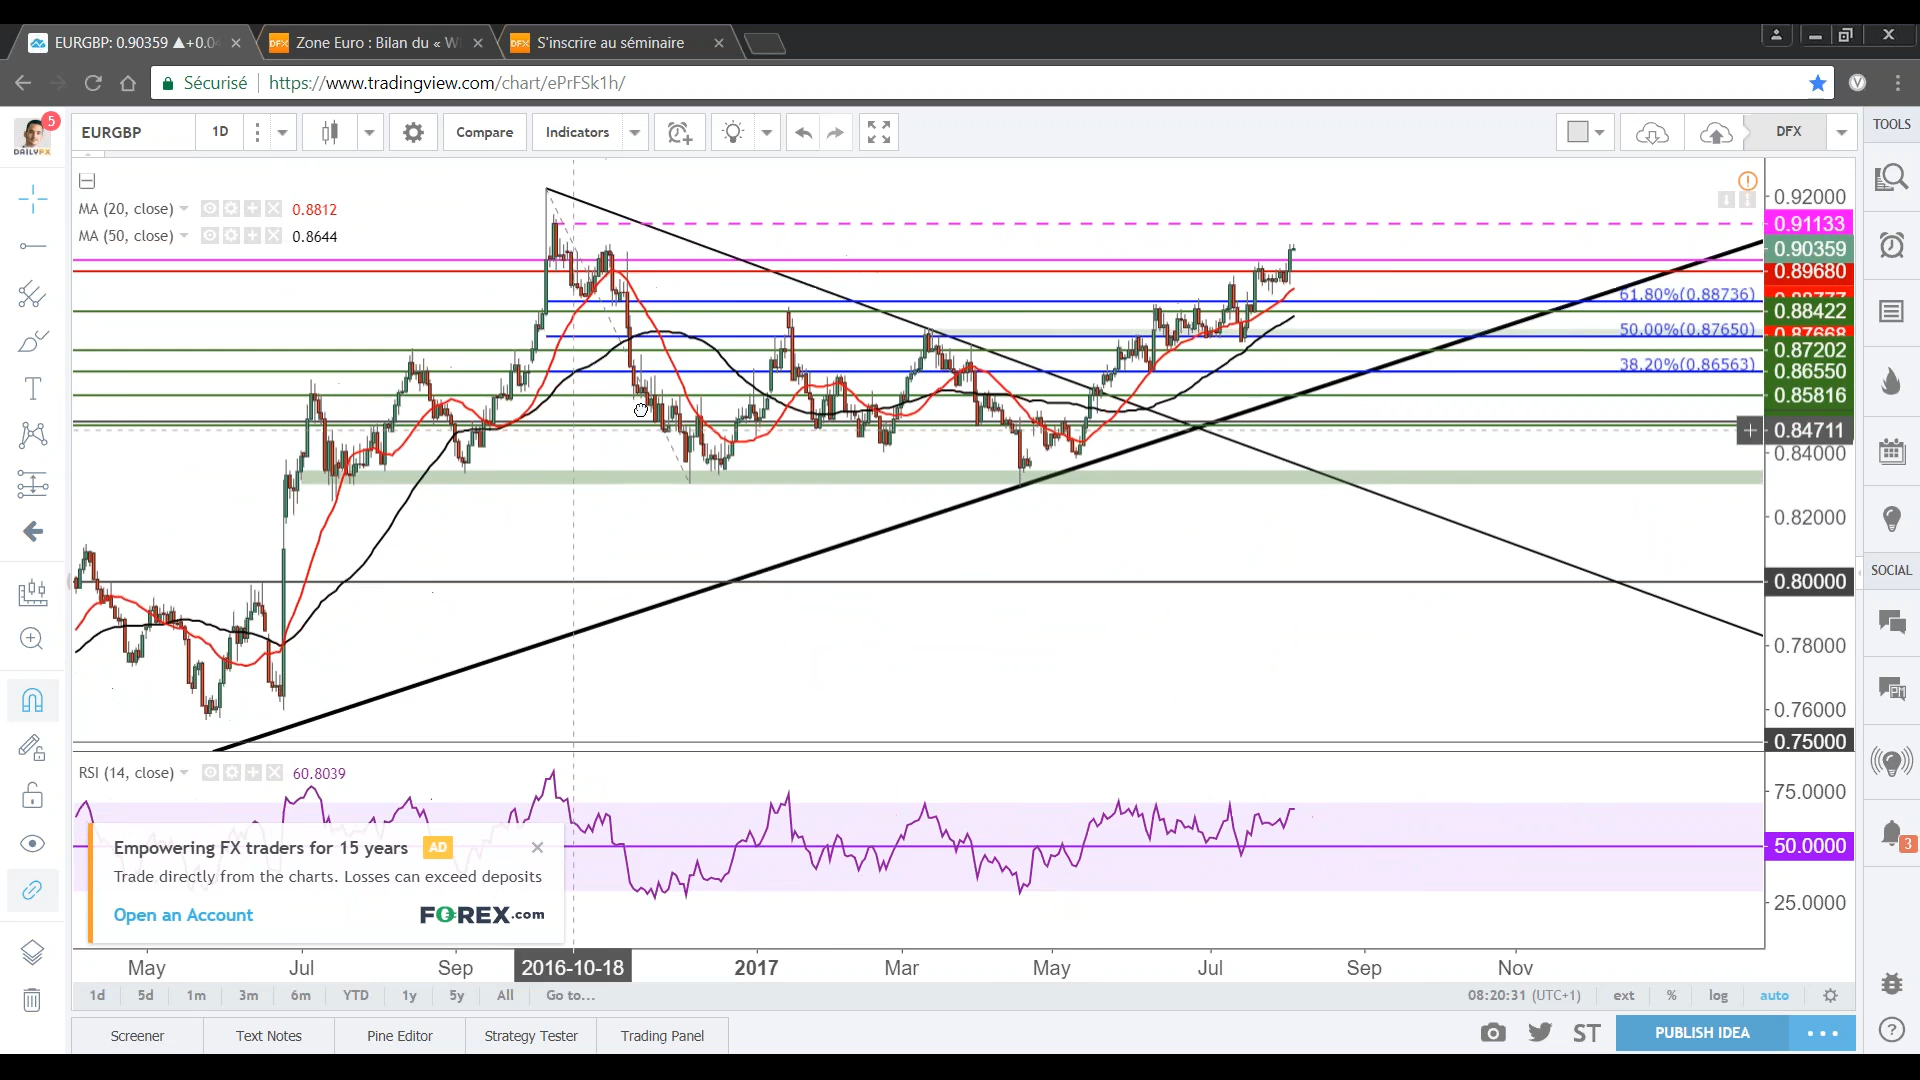 EURGBP: 0.90359 ▲+0.0
Zone Euro : Bilan du « W
S'inscrire au séminaire
Sécurisé
https://www.tradingview.com/chart/ePrFSk1h/
5
DAILYFX
EURGBP
1D
Compare
Indicators
DFX
TOOLS
MA (20, close)
0.8812
MA (50, close)
0.8644
0.92000
0.91133
0.90359
0.89680
61.80%(0.88736)
0.88422
50.00%(0.87650)
0.87668
0.87202
38.20%(0.86563)
0.86550
0.85816
0.84711
0.84000
0.82000
0.80000
SOCIAL
0.78000
0.76000
0.75000
RSI (14, close)
60.8039
75.0000
50.0000
25.0000
3
Empowering FX traders for 15 years
AD
Trade directly from the charts. Losses can exceed deposits
Open an Account
FOREX.com
May
Jul
Sep
2016-10-18
2017
Mar
May
Jul
Sep
Nov
1d
5d
1m
3m
6m
YTD
1y
5y
All
Go to...
08:20:31 (UTC+1)
ext
%
log
auto
Screener
Text Notes
Pine Editor
Strategy Tester
Trading Panel
ST
PUBLISH IDEA